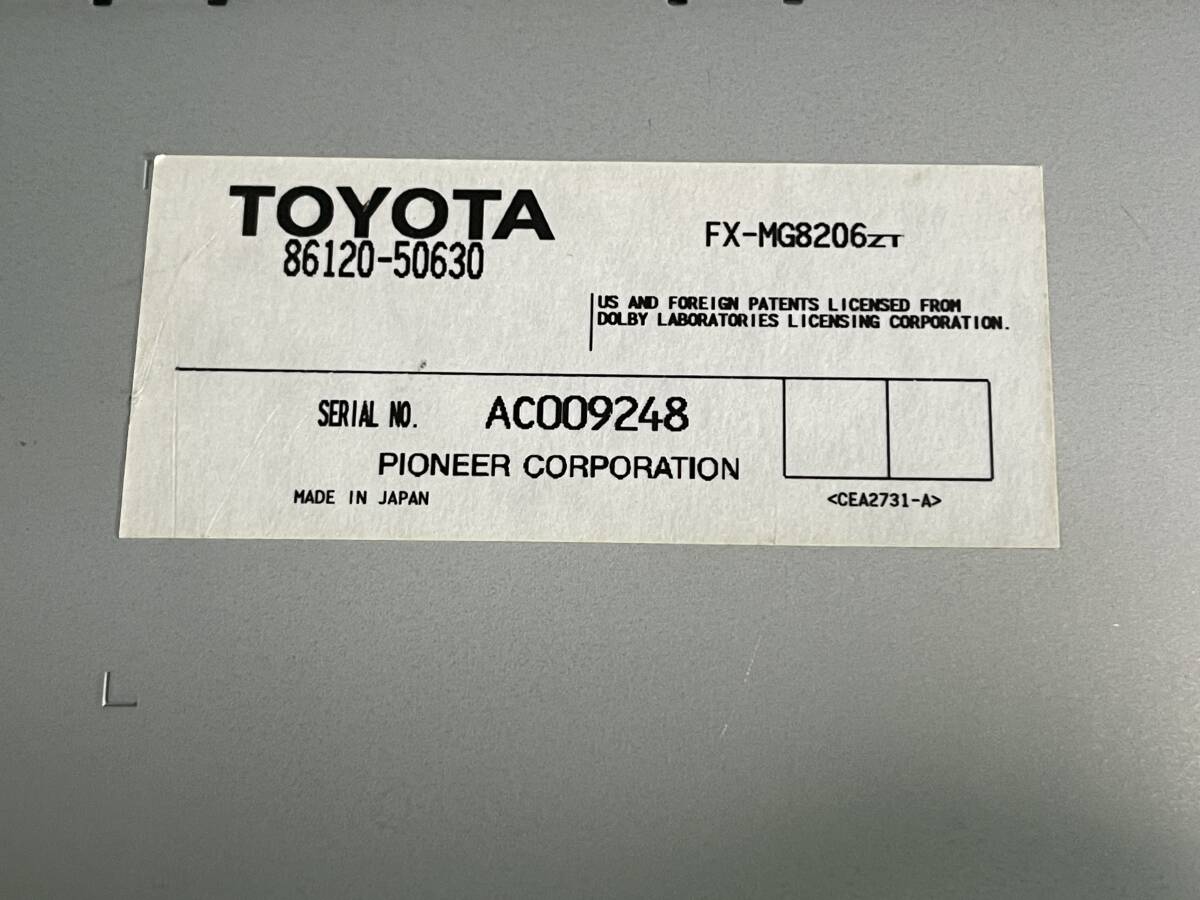 TOYOTA
86120-50630
FX-MG8206ZT
US AND FOREIGN PATENTS LICENSED FROM
DOLBY LABORATORIES LICENSING CORPORATION.
SERIAL NO. AC009248
PIONEER CORPORATION
MADE IN JAPAN
<CEA2731-A>